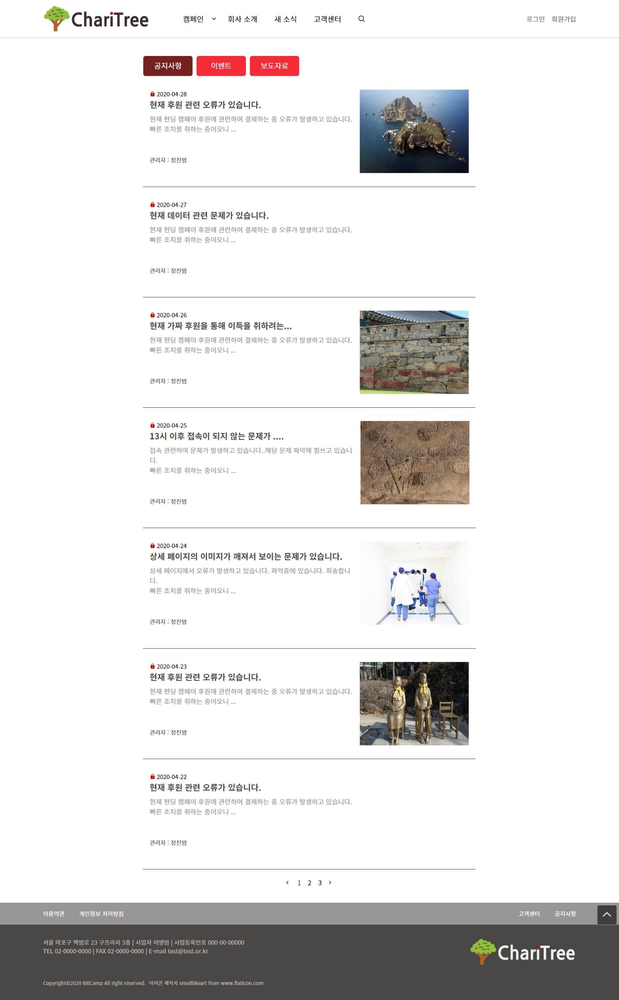 ChariTree
캠페인
회사 소개
새 소식
고객센터
로그인
회원가입
공지사항
이벤트
보도자료
2020-04-28
현재 후원 관련 오류가 있습니다.
현재 펀딩 캠페이 후원에 관련하여 결제하는 중 오류가 발생하고 있습니다.
빠른 조치를 취하는 중이오니 ...
관리자 : 정진범
2020-04-27
현재 데이터 관련 문제가 있습니다.
현재 펀딩 캠페이 후원에 관련하여 결제하는 중 오류가 발생하고 있습니다.
빠른 조치를 취하는 중이오니 ...
관리자 : 정진범
2020-04-26
현재 가짜 후원을 통해 이득을 취하려는...
현재 펀딩 캠페이 후원에 관련하여 결제하는 중 오류가 발생하고 있습니다.
빠른 조치를 취하는 중이오니 ...
관리자 : 정진범
2020-04-25
13시 이후 접속이 되지 않는 문제가 ....
접속 관련하여 문제가 발생하고 있습니다..해당 문제 파악에 힘쓰고 있습니
다.
빠른 조치를 취하는 중이오니 ...
관리자 : 정진범
2020-04-24
상세 페이지의 이미지가 깨져서 보이는 문제가 있습니다.
상세 페이지에서 오류가 발생하고 있습니다. 파악중에 있습니다. 죄송합니
다.
빠른 조치를 취하는 중이오니 ...
관리자 : 정진범
2020-04-23
현재 후원 관련 오류가 있습니다.
현재 펀딩 캠페이 후원에 관련하여 결제하는 중 오류가 발생하고 있습니다.
빠른 조치를 취하는 중이오니 ...
관리자 : 정진범
2020-04-22
현재 후원 관련 오류가 있습니다.
현재 펀딩 캠페이 후원에 관련하여 결제하는 중 오류가 발생하고 있습니다.
빠른 조치를 취하는 중이오니 ...
관리자 : 정진범
1 2 3
이용약관
개인정보 처리방침
고객센터
공지사항
서울 마포구 백범로 23 구프라자 3층 | 사업자 이영범 | 사업등록번호 000-00-00000
TEL 02-0000-0000 | FAX 02-0000-0000 | E-mail test@test.or.kr
ChariTree
Copyright©2020 BitCamp All right reserved. 아이콘 제작자 smalllikeart from www.flaticon.com